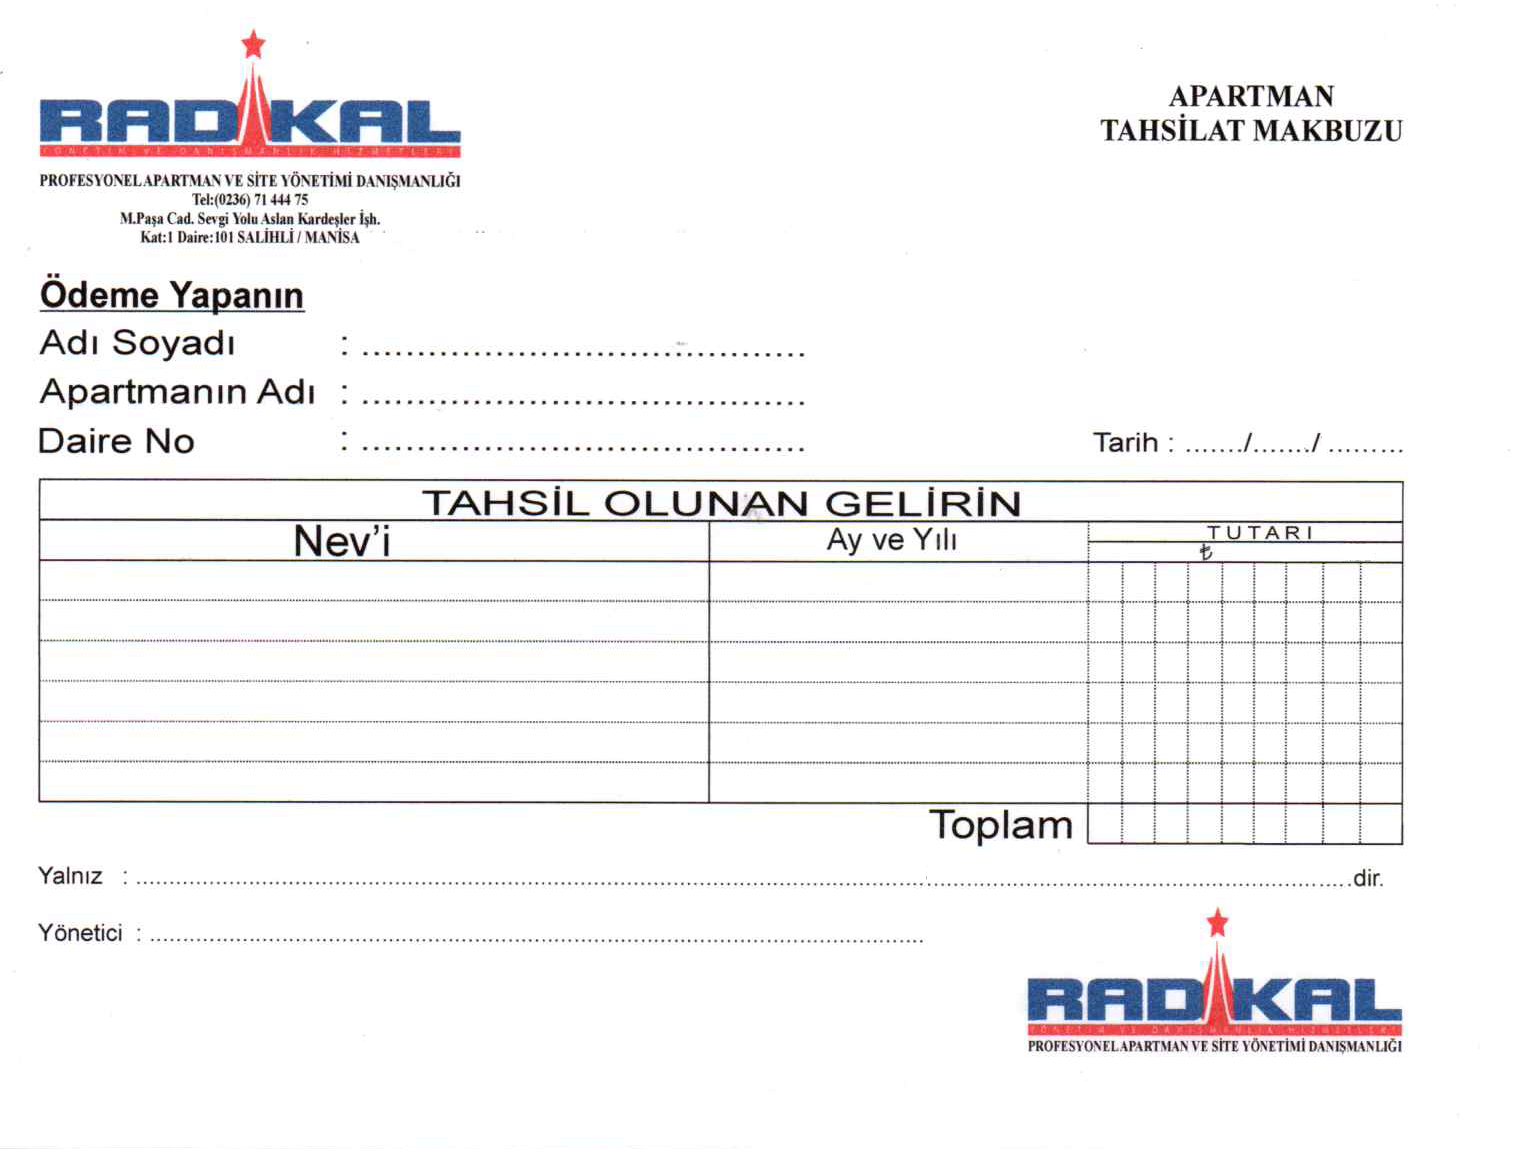 RADİKAL
YÖNETİM VE DANIŞMANLIK HİZMETLERİ
PROFESYONEL APARTMAN VE SİTE YÖNETİMİ DANIŞMANLIĞI
Tel:(0236) 71 444 75
M.Paşa Cad. Sevgi Yolu Aslan Kardeşler İşh.
Kat:1 Daire:101 SALİHLİ / MANİSA
APARTMAN
TAHSİLAT MAKBUZU
Ödeme Yapanın
Adı Soyadı : ........................................
Apartmanın Adı : ........................................
Daire No : ........................................
Tarih : ......./......./ .........
TAHSİL OLUNAN GELİRİN
Nev'i Ay ve Yılı TUTARI
₺
Toplam
Yalnız : ........................................dir.
Yönetici : ........................................
RADİKAL
YÖNETİM VE DANIŞMANLIK HİZMETLERİ
PROFESYONEL APARTMAN VE SİTE YÖNETİMİ DANIŞMANLIĞI